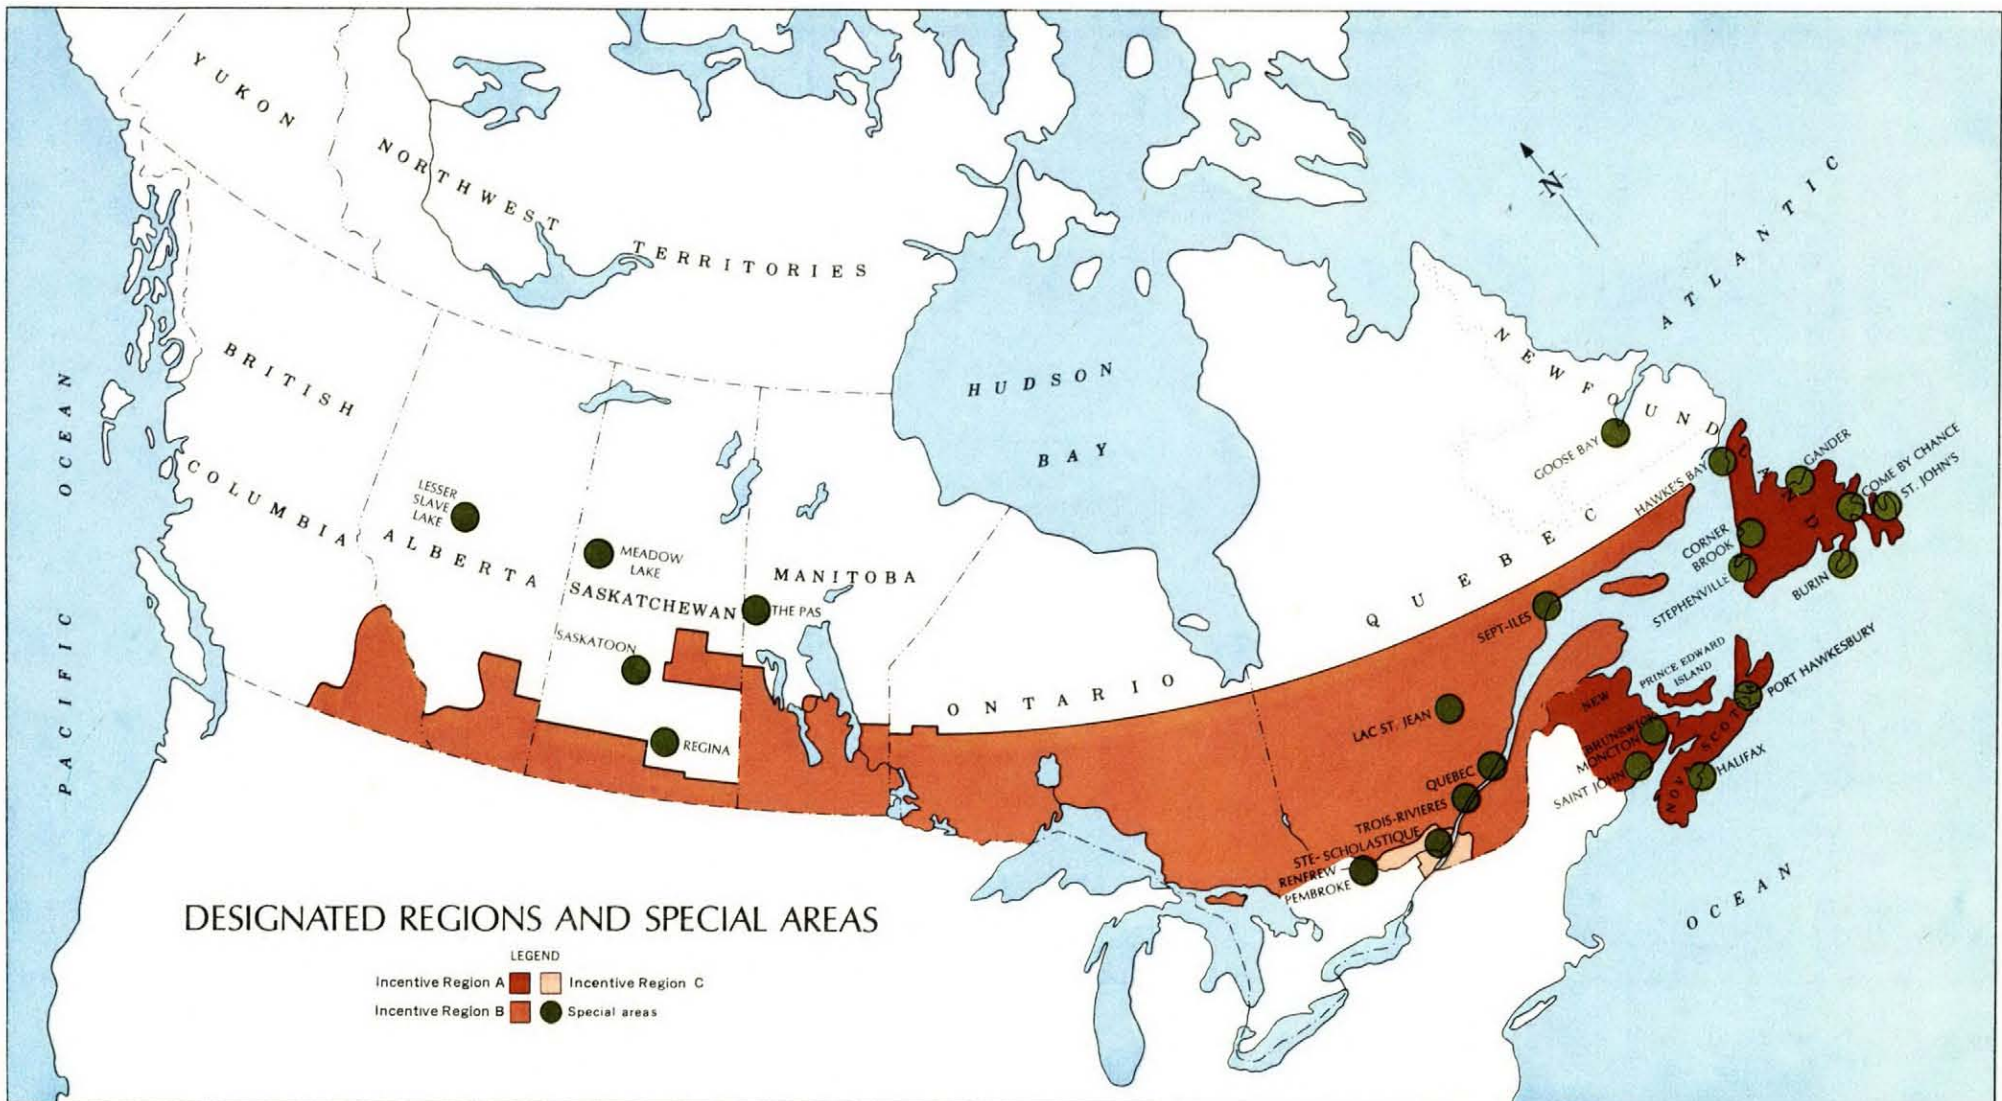 YUKON
NORTHWEST
TERRITORIES
ATLANTIC
PACIFIC OCEAN
BRITISH
COLUMBIA
HUDSON
BAY
NEWFOUNDLAND
GOOSE BAY
HAWKE'S BAY
GANDER
COME BY CHANCE
ST. JOHN'S
LESSER
SLAVE
LAKE
ALBERTA
MEADOW
LAKE
SASKATCHEWAN
MANITOBA
THE PAS
SASKATOON
REGINA
ONTARIO
QUEBEC
CORNER
BROOK
STEPHENVILLE
BURIN
SEPT-ILES
PRINCE EDWARD
ISLAND
PORT HAWKESBURY
NEW
BRUNSWICK
MONCTON
SAINT JOHN
NOVA SCOTIA
HALIFAX
LAC ST. JEAN
QUEBEC
TROIS-RIVIERES
STE-SCHOLASTIQUE
RENFREW
PEMBROKE
OCEAN
N
DESIGNATED REGIONS AND SPECIAL AREAS
LEGEND
Incentive Region A
Incentive Region C
Incentive Region B
Special areas